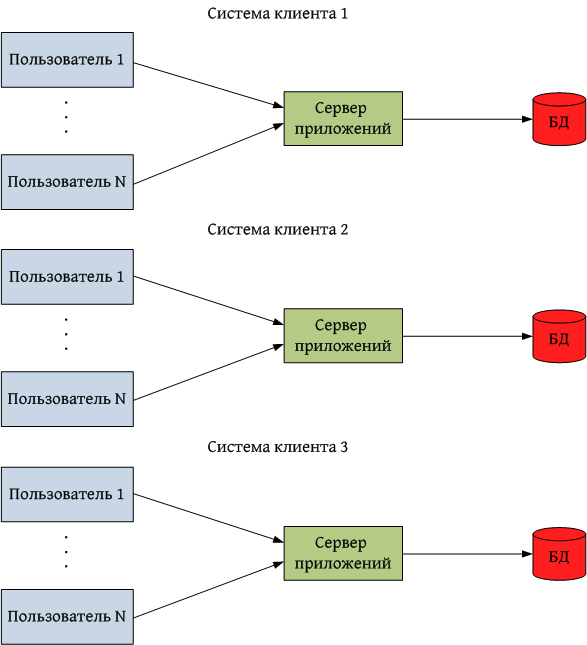 Система клиента 1
Пользователь 1
Сервер
приложений
БД
Пользователь N
Система клиента 2
Пользователь 1
Сервер
приложений
БД
Пользователь N
Система клиента 3
Пользователь 1
Сервер
приложений
БД
Пользователь N